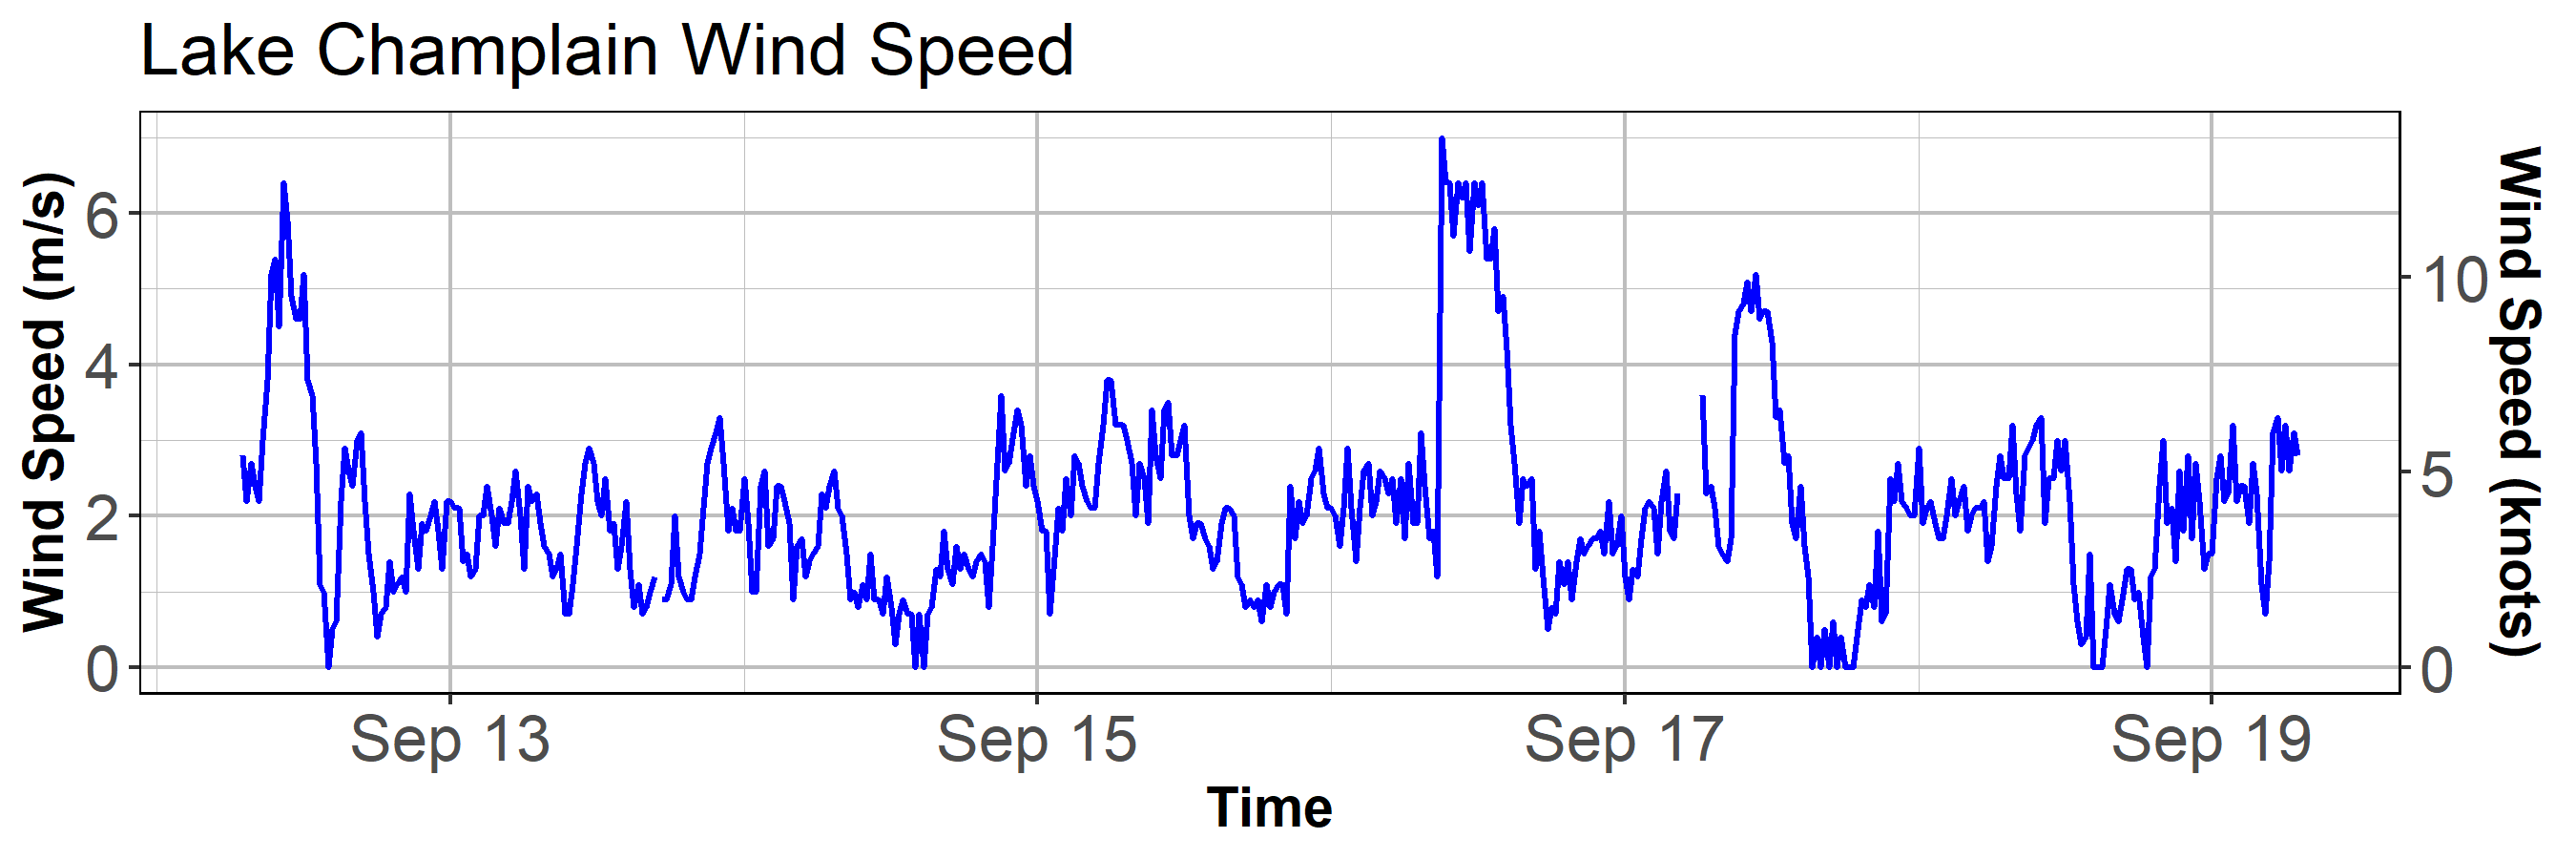 Lake Champlain Wind Speed
Wind Speed (m/s)
6
4
2
0
Wind Speed (knots)
10
5
0
Sep 13
Sep 15
Sep 17
Sep 19
Time